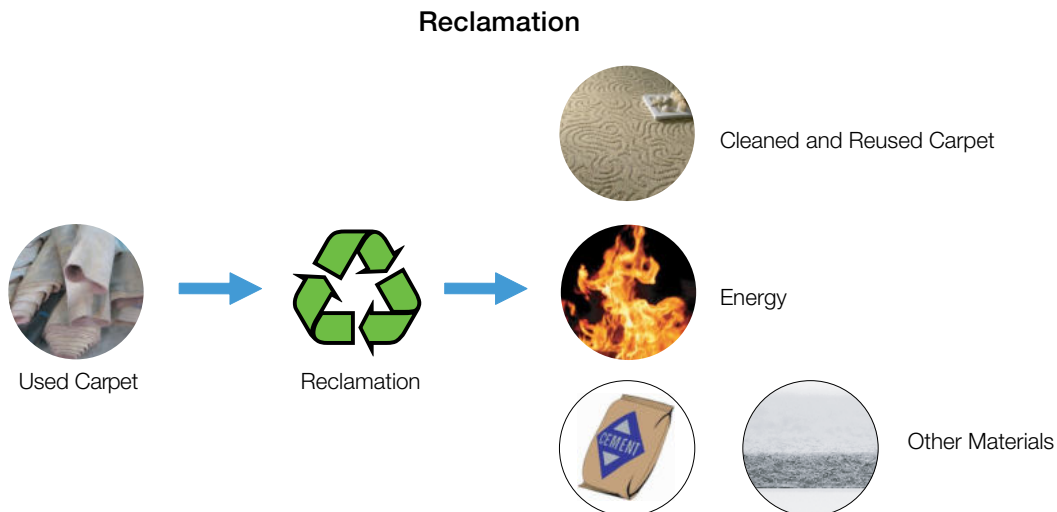 Reclamation
Cleaned and Reused Carpet
Used Carpet
Reclamation
Energy
CEMENT
Other Materials